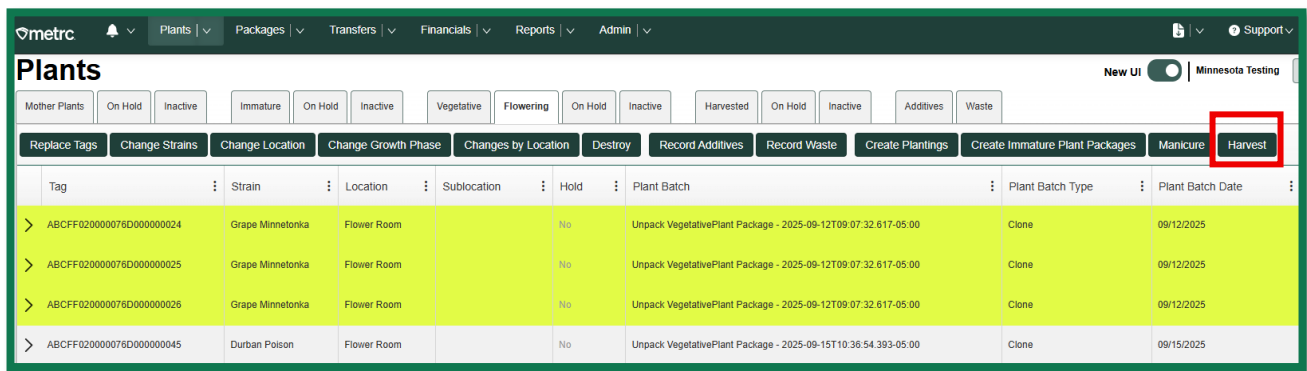 metrc Plants Packages Transfers Financials Reports Admin Support
Plants
New UI Minnesota Testing
Mother Plants On Hold Inactive Immature On Hold Inactive Vegetative Flowering On Hold Inactive Harvested On Hold Inactive Additives Waste
Replace Tags Change Strains Change Location Change Growth Phase Changes by Location Destroy Record Additives Record Waste Create Plantings Create Immature Plant Packages Manicure Harvest
Tag Strain Location Sublocation Hold Plant Batch Plant Batch Type Plant Batch Date
ABCFF020000076D000000024 Grape Minnetonka Flower Room No Unpack VegetativePlant Package - 2025-09-12T09:07:32.617-05:00 Clone 09/12/2025
ABCFF020000076D000000025 Grape Minnetonka Flower Room No Unpack VegetativePlant Package - 2025-09-12T09:07:32.617-05:00 Clone 09/12/2025
ABCFF020000076D000000026 Grape Minnetonka Flower Room No Unpack VegetativePlant Package - 2025-09-12T09:07:32.617-05:00 Clone 09/12/2025
ABCFF020000076D000000045 Durban Poison Flower Room No Unpack VegetativePlant Package - 2025-09-15T10:36:54.393-05:00 Clone 09/15/2025